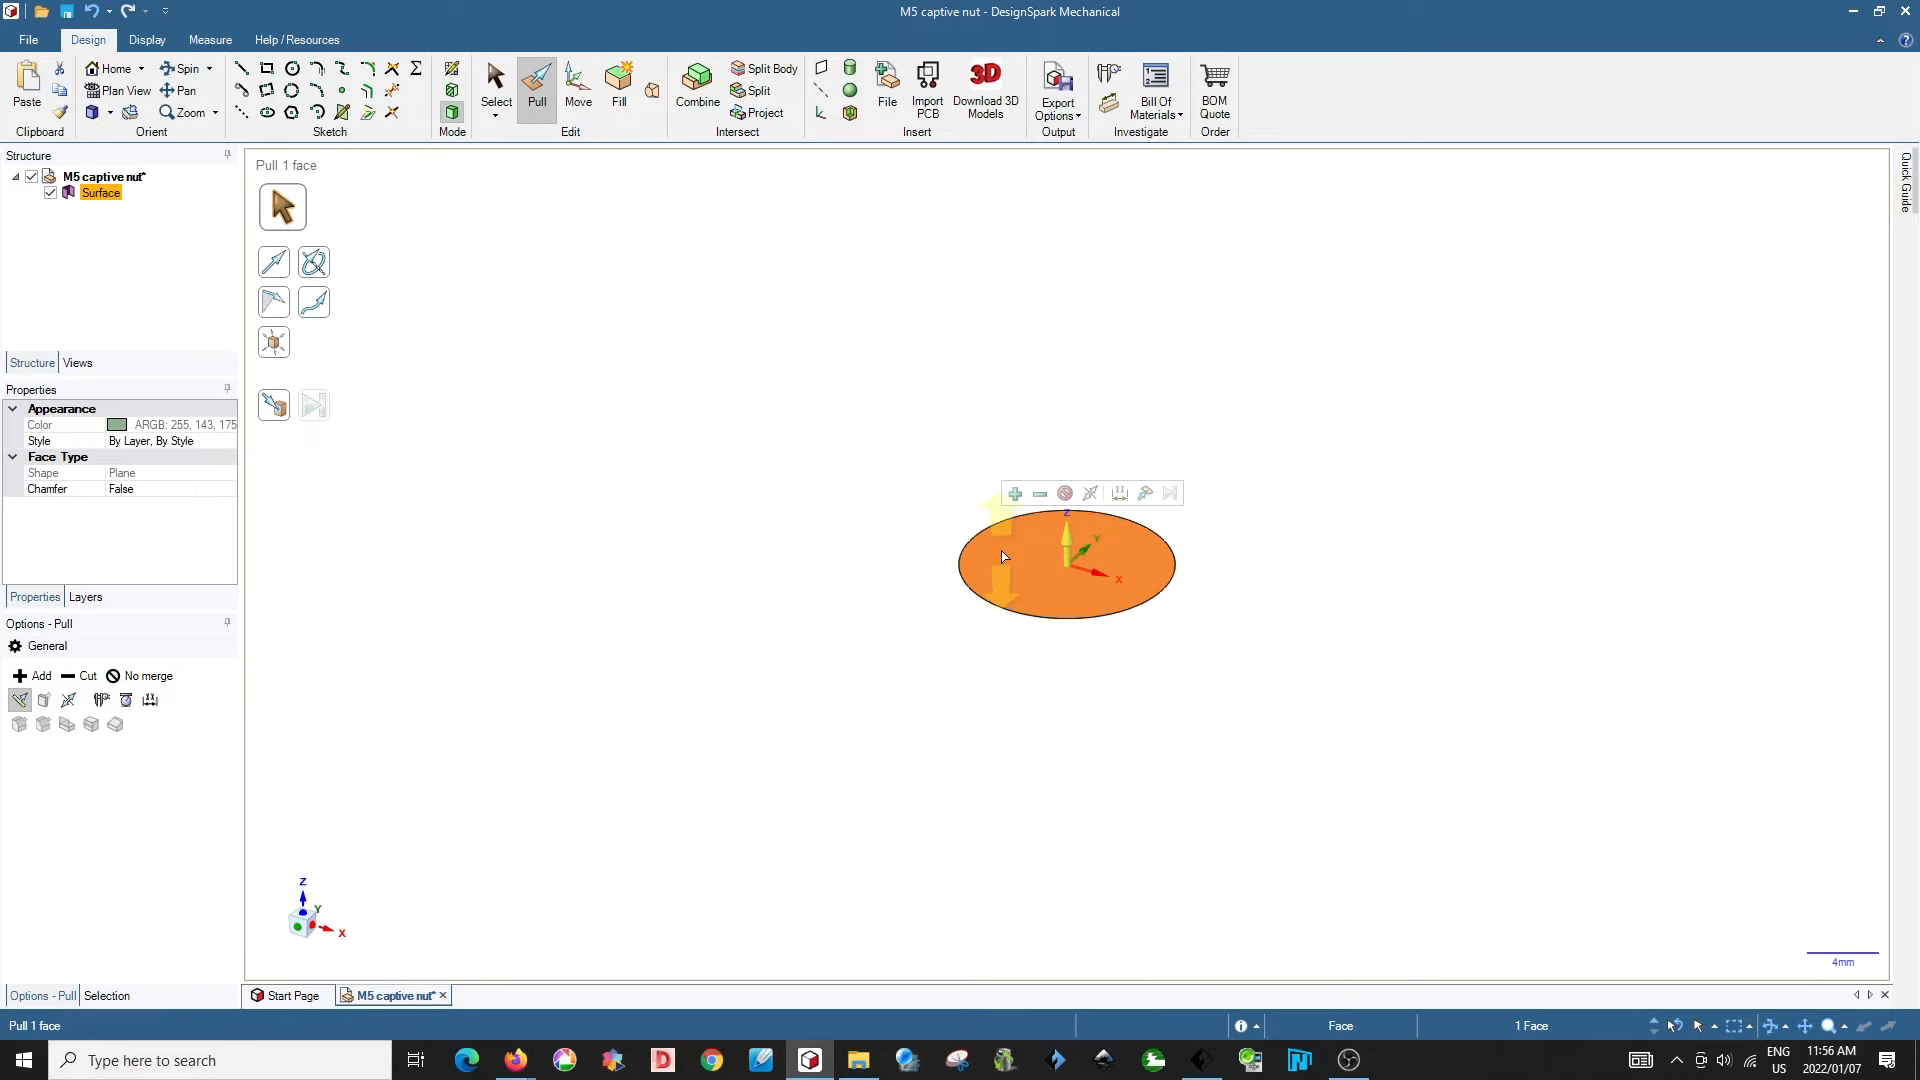 M5 captive nut - DesignSpark Mechanical
File
Design
Display
Measure
Help / Resources
Paste
Home
Plan View
Spin
Pan
Zoom
Select
Pull
Move
Fill
Combine
Split Body
Split
Project
File
Import PCB
Download 3D Models
3D
Export Options
Bill Of Materials
BOM Quote
Clipboard
Orient
Sketch
Mode
Edit
Intersect
Insert
Output
Investigate
Order
Structure
M5 captive nut*
Surface
Structure
Views
Properties
Appearance
Color
ARGB: 255, 143, 175
Style
By Layer, By Style
Face Type
Shape
Plane
Chamfer
False
Properties
Layers
Options - Pull
General
Add
Cut
No merge
Options - Pull
Selection
Pull 1 face
Z
Y
X
Z
Y
X
4mm
Quick Guide
Start Page
M5 captive nut*
Pull 1 face
Face
1 Face
Type here to search
ENG
US
11:56 AM
2022/01/07